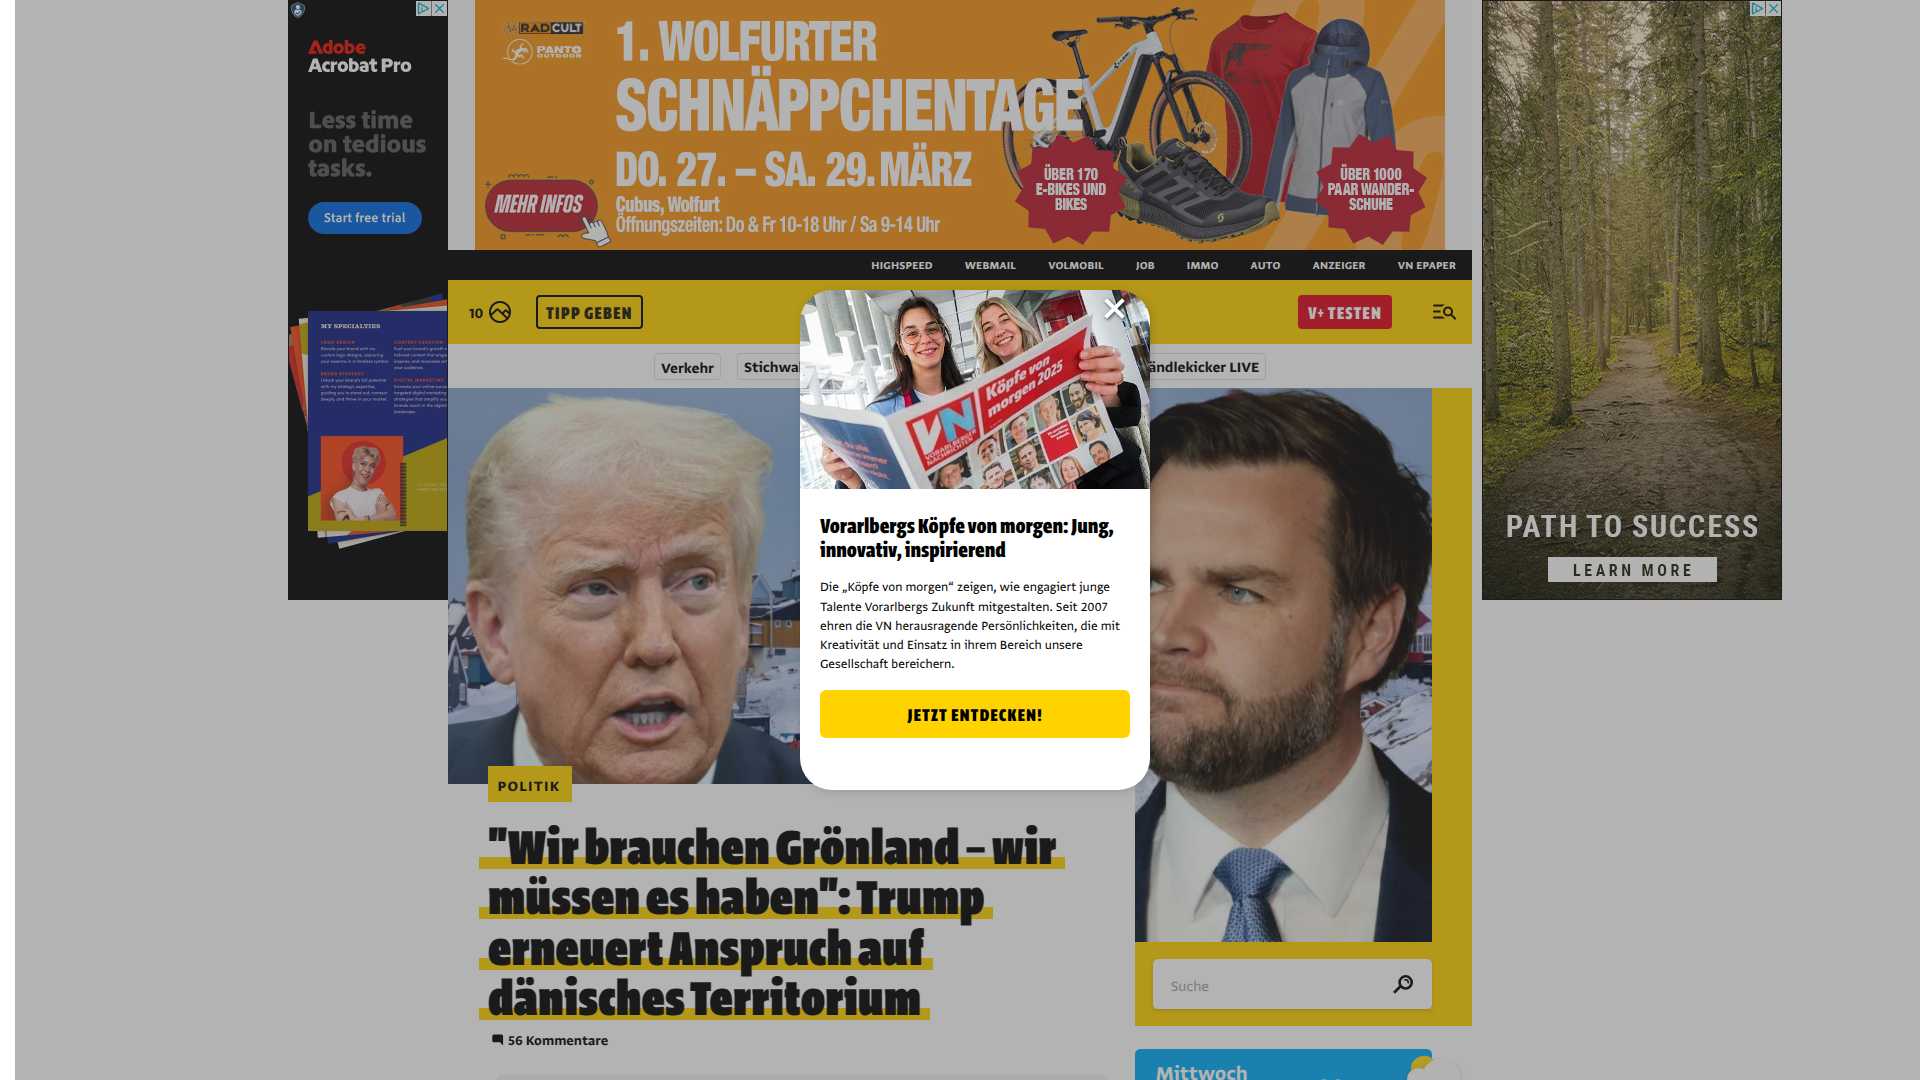 Adobe
Acrobat Pro
Less time
on tedious
tasks.
Start free trial
MY SPECIALTIES
RADCULT
PANTO
OUTDOOR
1. WOLFURTER
SCHNÄPPCHENTAGE
DO. 27. – SA. 29. MÄRZ
MEHR INFOS
Cubus, Wolfurt
Öffnungszeiten: Do & Fr 10-18 Uhr / Sa 9-14 Uhr
ÜBER 170
E-BIKES UND
BIKES
ÜBER 1000
PAAR WANDER-
SCHUHE
HIGHSPEED WEBMAIL VOLMOBIL JOB IMMO AUTO ANZEIGER VN EPAPER
10
TIPP GEBEN
V+ TESTEN
Verkehr
Stichwa
ändlekicker LIVE
Köpfe von
morgen 2025
VN
VORARLBERGER
NACHRICHTEN
Vorarlbergs Köpfe von morgen: Jung,
innovativ, inspirierend
Die „Köpfe von morgen“ zeigen, wie engagiert junge
Talente Vorarlbergs Zukunft mitgestalten. Seit 2007
ehren die VN herausragende Persönlichkeiten, die mit
Kreativität und Einsatz in ihrem Bereich unsere
Gesellschaft bereichern.
JETZT ENTDECKEN!
POLITIK
"Wir brauchen Grönland – wir
müssen es haben": Trump
erneuert Anspruch auf
dänisches Territorium
56 Kommentare
Suche
Mittwoch
PATH TO SUCCESS
LEARN MORE